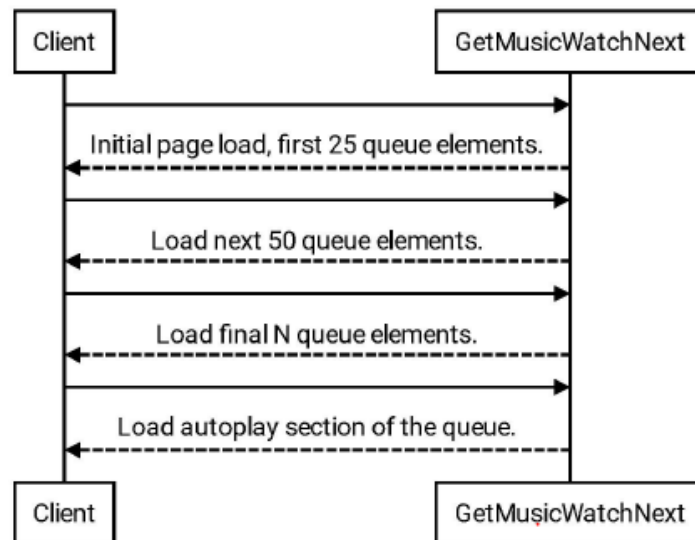 Client
GetMusicWatchNext
Initial page load, first 25 queue elements.
Load next 50 queue elements.
Load final N queue elements.
Load autoplay section of the queue.
Client
GetMusicWatchNext